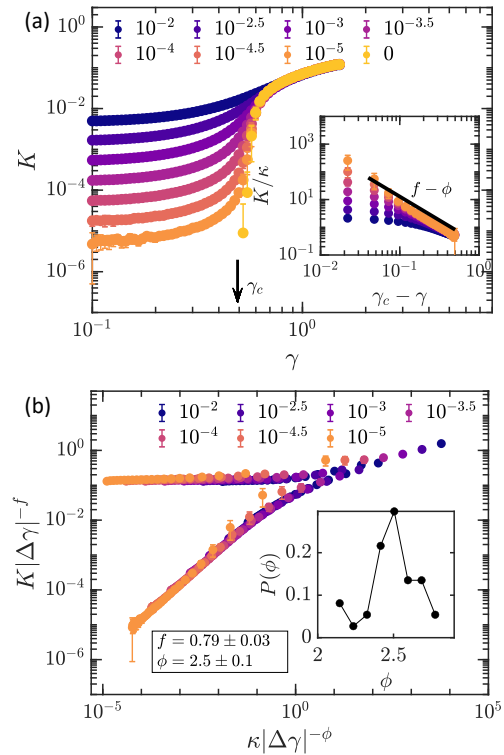 (a)
10^{-2} 10^{-2.5} 10^{-3} 10^{-3.5}
10^{-4} 10^{-4.5} 10^{-5} 0
K
10^{0}
10^{-2}
10^{-4}
10^{-6}
10^{-1} 10^{0}
γ
γ_c
K/κ
10^{3}
10^{1}
10^{-1}
10^{-2} 10^{-1}
γ_c − γ
f − ϕ
(b)
10^{-2} 10^{-2.5} 10^{-3} 10^{-3.5}
10^{-4} 10^{-4.5} 10^{-5}
K|Δγ|^{-f}
10^{0}
10^{-2}
10^{-4}
10^{-6}
10^{-5} 10^{0} 10^{5}
κ|Δγ|^{-ϕ}
f = 0.79 ± 0.03
ϕ = 2.5 ± 0.1
P(ϕ)
0.2
0.1
0
2 2.5
ϕ